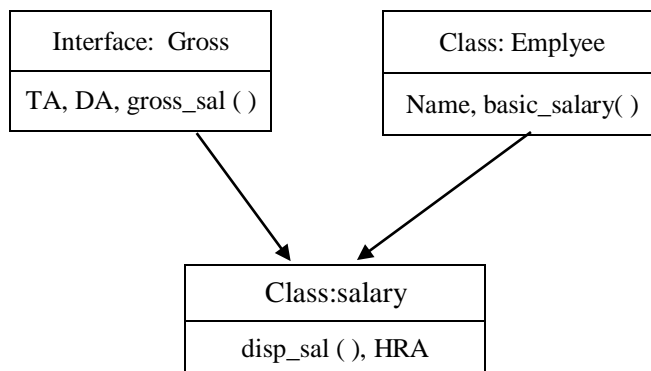 Interface:  Gross
TA, DA, gross_sal ( )
Class: Emplyee
Name, basic_salary( )
Class:salary
disp_sal ( ), HRA